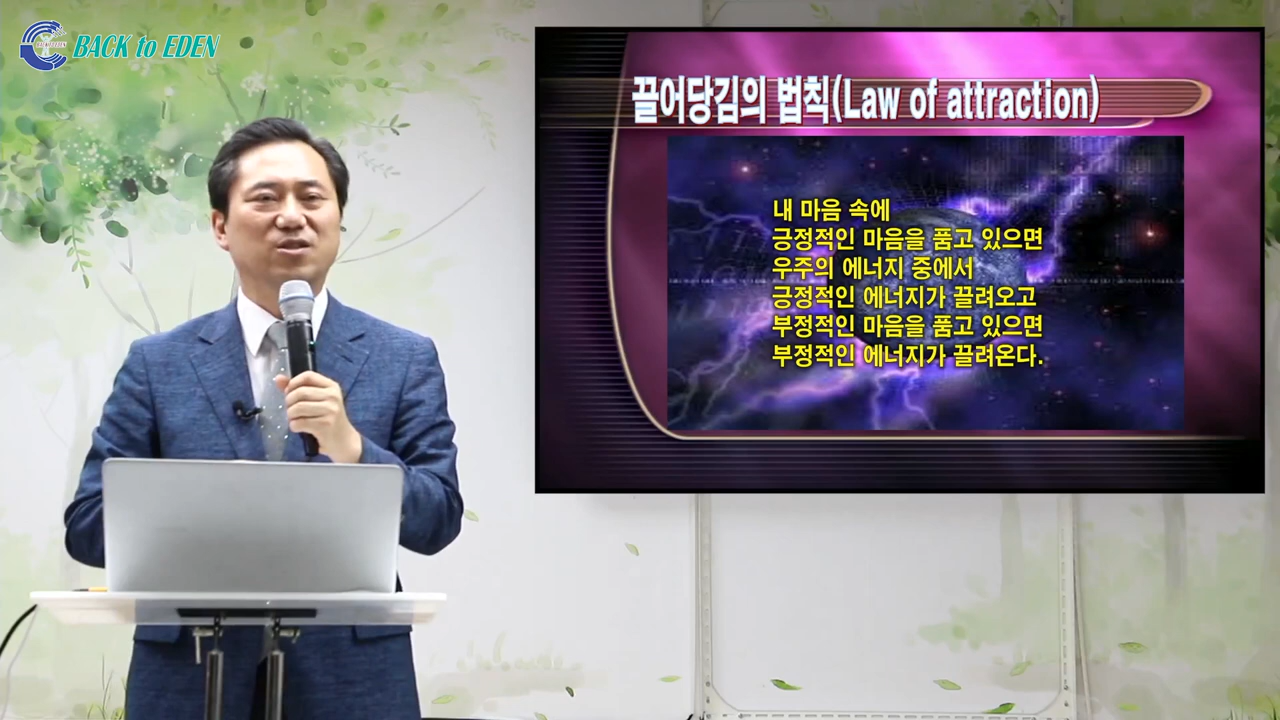 BACK to EDEN
끌어당김의 법칙(Law of attraction)
내 마음 속에
긍정적인 마음을 품고 있으면
우주의 에너지 중에서
긍정적인 에너지가 끌려오고
부정적인 마음을 품고 있으면
부정적인 에너지가 끌려온다.